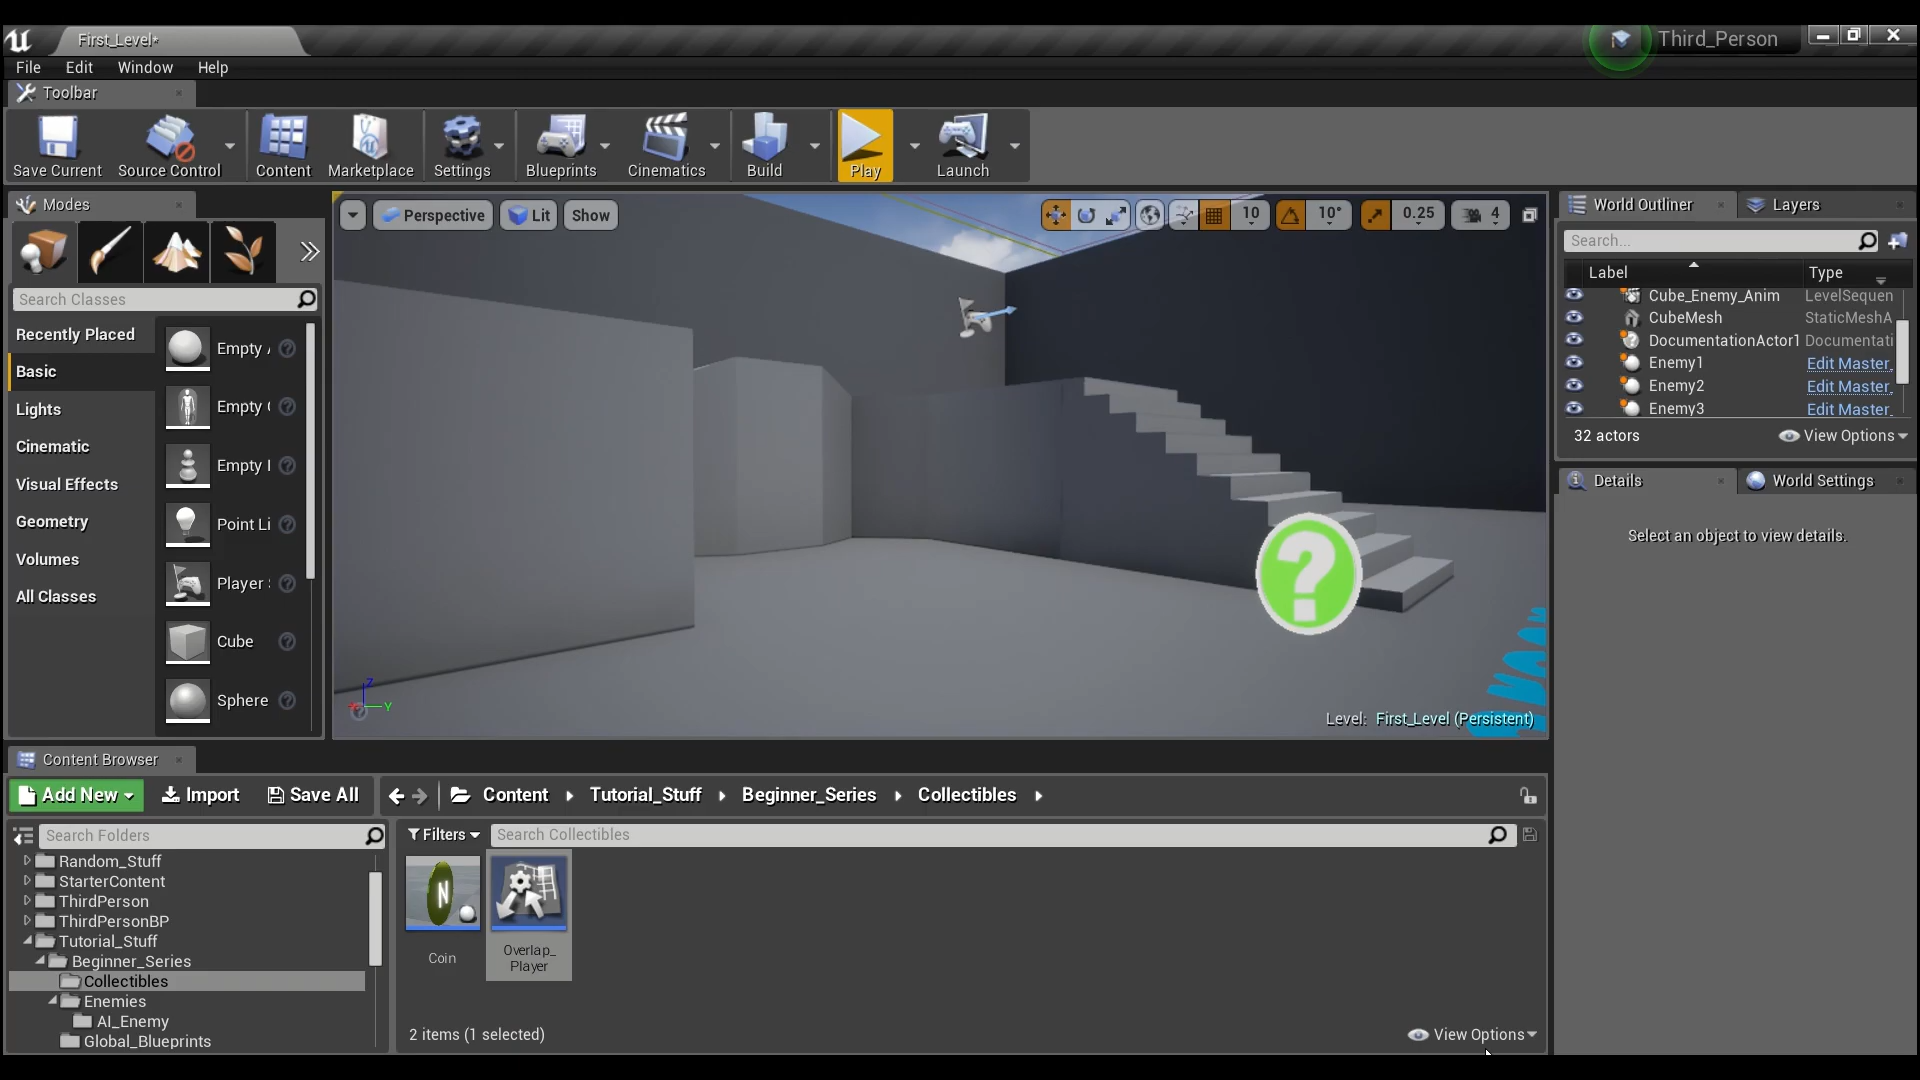 First_Level*
Third_Person
File Edit Window Help
Toolbar
Save Current Source Control Content Marketplace Settings Blueprints Cinematics Build Play Launch
Modes
Perspective Lit Show 10 10° 0.25 4
World Outliner Layers
Search...
Label Type
Search Classes
Cube_Enemy_Anim LevelSequen
CubeMesh StaticMeshA
DocumentationActor1 Documentati
Enemy1 Edit Master_
Enemy2 Edit Master_
Enemy3 Edit Master_
32 actors View Options
Recently Placed
Basic
Lights
Cinematic
Visual Effects
Geometry
Volumes
All Classes
Empty
Empty
Empty
Point Li
Player
Cube
Sphere
Details World Settings
Select an object to view details.
N
Z
Y
Level: First_Level (Persistent)
Content Browser
Add New Import Save All Content Tutorial_Stuff Beginner_Series Collectibles
Search Folders
Filters Search Collectibles
Random_Stuff
StarterContent
ThirdPerson
ThirdPersonBP
Tutorial_Stuff
Beginner_Series
Collectibles
Enemies
AI_Enemy
Global_Blueprints
Coin
Overlap_
Player
2 items (1 selected) View Options